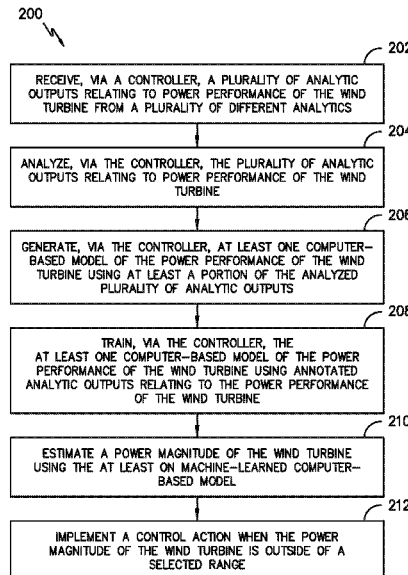 200
202
RECEIVE, VIA A CONTROLLER, A PLURALITY OF ANALYTIC
OUTPUTS RELATING TO POWER PERFORMANCE OF THE WIND
TURBINE FROM A PLURALITY OF DIFFERENT ANALYTICS
204
ANALYZE, VIA THE CONTROLLER, THE PLURALITY OF ANALYTIC
OUTPUTS RELATING TO POWER PERFORMANCE OF THE WIND
TURBINE
206
GENERATE, VIA THE CONTROLLER, AT LEAST ONE COMPUTER-
BASED MODEL OF THE POWER PERFORMANCE OF THE WIND
TURBINE USING AT LEAST A PORTION OF THE ANALYZED
PLURALITY OF ANALYTIC OUTPUTS
208
TRAIN, VIA THE CONTROLLER, THE
AT LEAST ONE COMPUTER-BASED MODEL OF THE POWER
PERFORMANCE OF THE WIND TURBINE USING ANNOTATED
ANALYTIC OUTPUTS RELATING TO THE POWER PERFORMANCE
OF THE WIND TURBINE
210
ESTIMATE A POWER MAGNITUDE OF THE WIND TURBINE
USING THE AT LEAST ON MACHINE-LEARNED COMPUTER-
BASED MODEL
212
IMPLEMENT A CONTROL ACTION WHEN THE POWER
MAGNITUDE OF THE WIND TURBINE IS OUTSIDE OF A
SELECTED RANGE